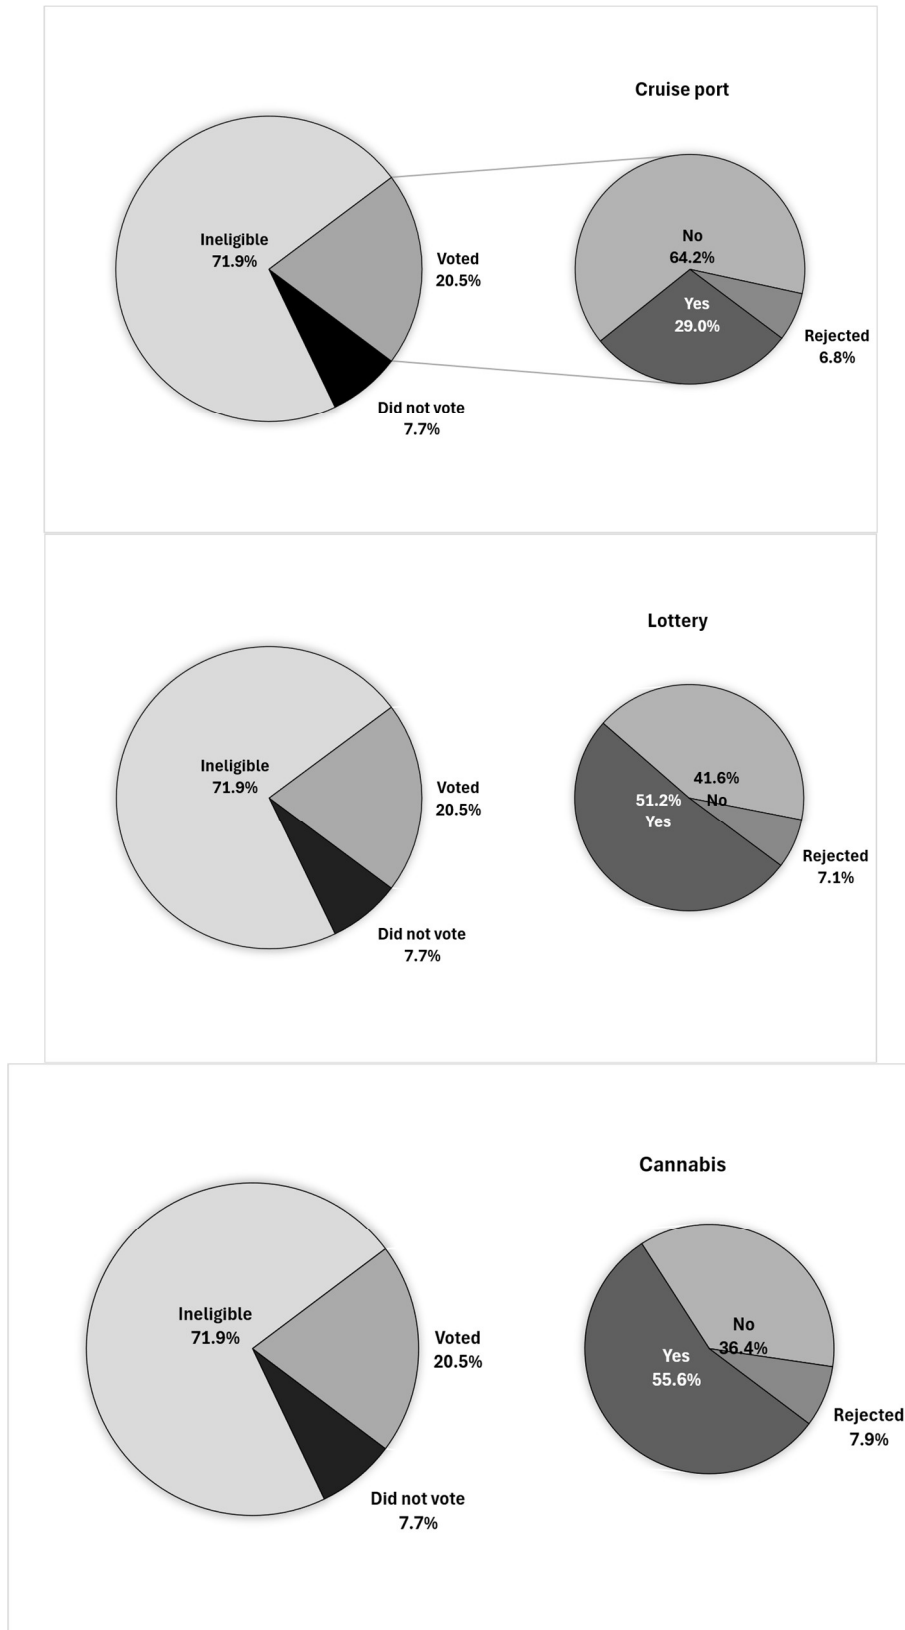 Cruise port
Ineligible
71.9%
Voted
20.5%
Did not vote
7.7%
No
64.2%
Yes
29.0%
Rejected
6.8%
Lottery
Ineligible
71.9%
Voted
20.5%
Did not vote
7.7%
41.6%
No
51.2%
Yes
Rejected
7.1%
Cannabis
Ineligible
71.9%
Voted
20.5%
Did not vote
7.7%
No
36.4%
Yes
55.6%
Rejected
7.9%